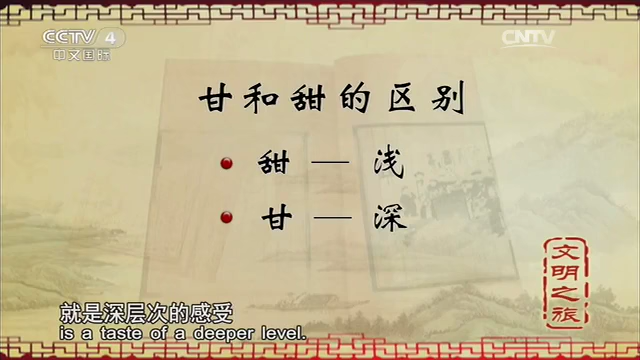 CCTV 4
中文国际
CNTV
甘和甜的区别
甜 — 浅
甘 — 深
文明之旅
就是深层次的感受
is a taste of a deeper level.